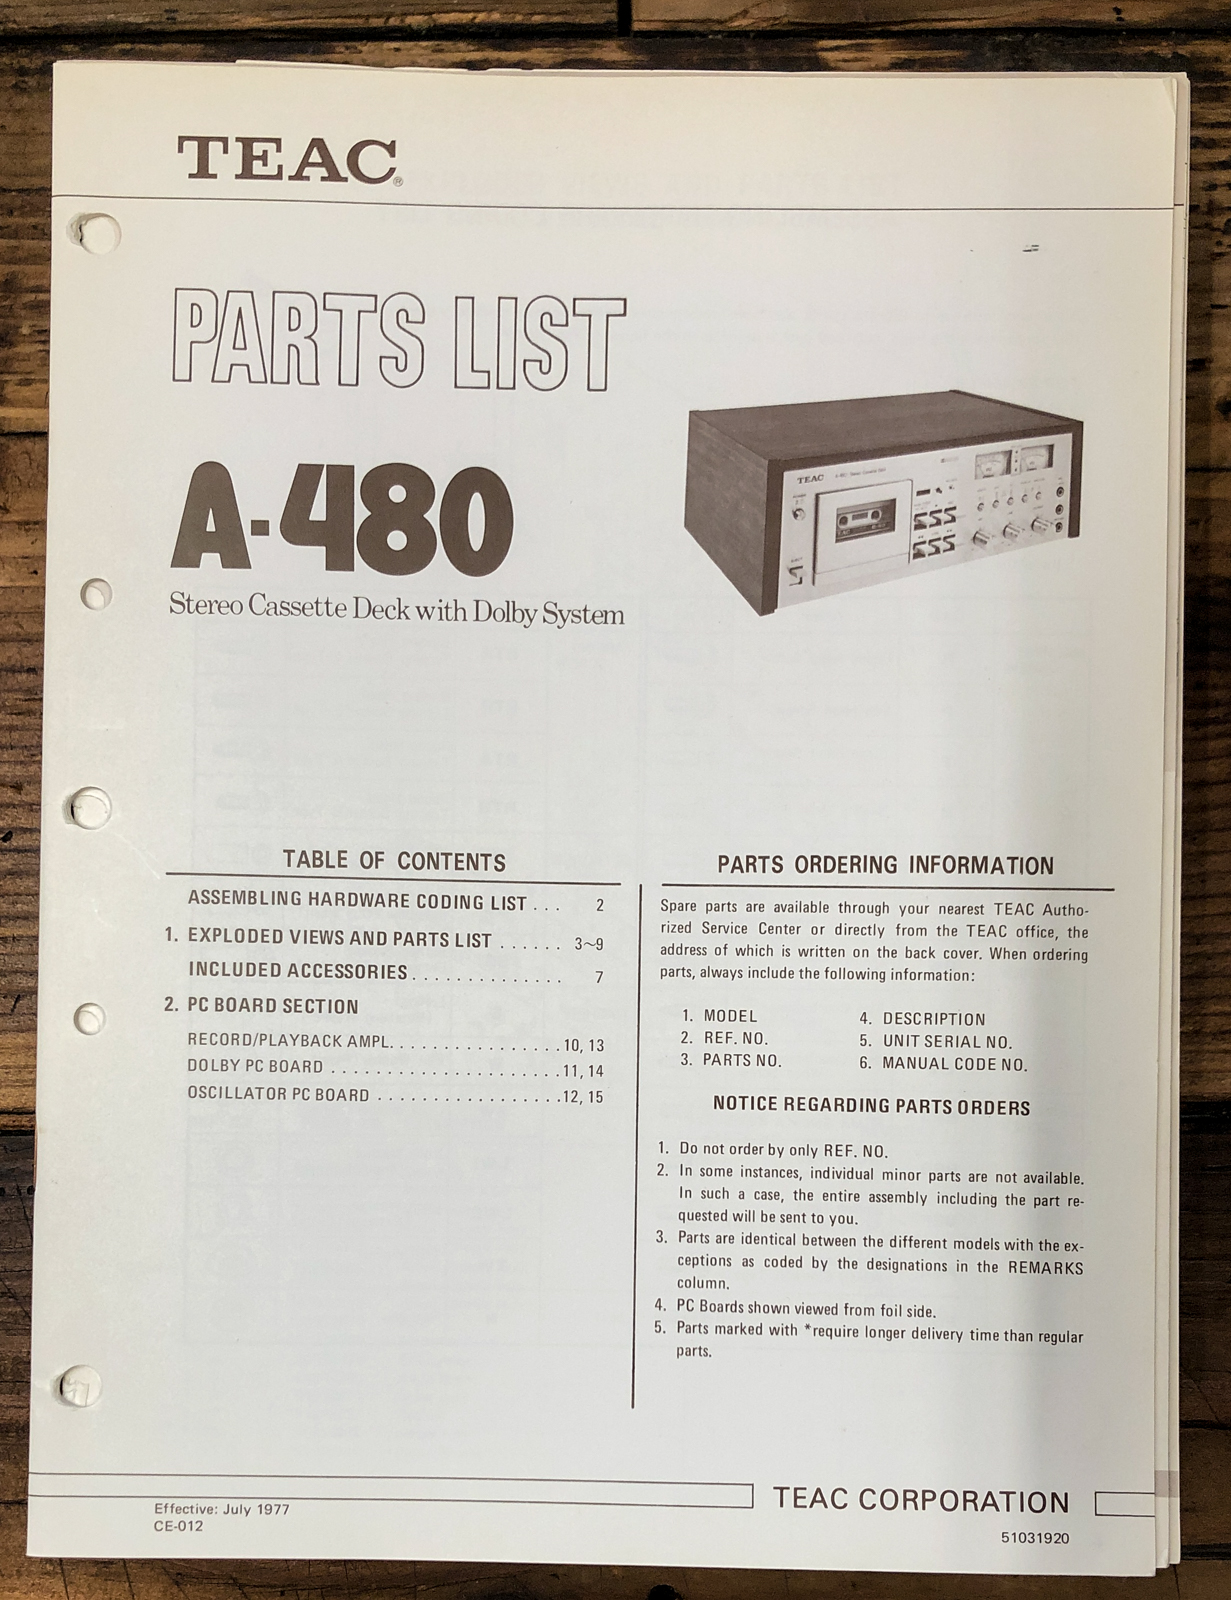 TEAC®
PARTS LIST
A-480
Stereo Cassette Deck with Dolby System
TEAC
TABLE OF CONTENTS
ASSEMBLING HARDWARE CODING LIST . . . 2
1. EXPLODED VIEWS AND PARTS LIST . . . . . . 3~9
INCLUDED ACCESSORIES. . . . . . . . . . . . . . 7
2. PC BOARD SECTION
RECORD/PLAYBACK AMPL. . . . . . . . . . . . . . . . 10, 13
DOLBY PC BOARD . . . . . . . . . . . . . . . . . . . . . 11, 14
OSCILLATOR PC BOARD . . . . . . . . . . . . . . . . . 12, 15
PARTS ORDERING INFORMATION
Spare parts are available through your nearest TEAC Autho-
rized Service Center or directly from the TEAC office, the
address of which is written on the back cover. When ordering
parts, always include the following information:
1. MODEL
2. REF. NO.
3. PARTS NO.
4. DESCRIPTION
5. UNIT SERIAL NO.
6. MANUAL CODE NO.
NOTICE REGARDING PARTS ORDERS
1. Do not order by only REF. NO.
2. In some instances, individual minor parts are not available.
In such a case, the entire assembly including the part re-
quested will be sent to you.
3. Parts are identical between the different models with the ex-
ceptions as coded by the designations in the REMARKS
column.
4. PC Boards shown viewed from foil side.
5. Parts marked with *require longer delivery time than regular
parts.
Effective: July 1977
CE-012
TEAC CORPORATION
51031920